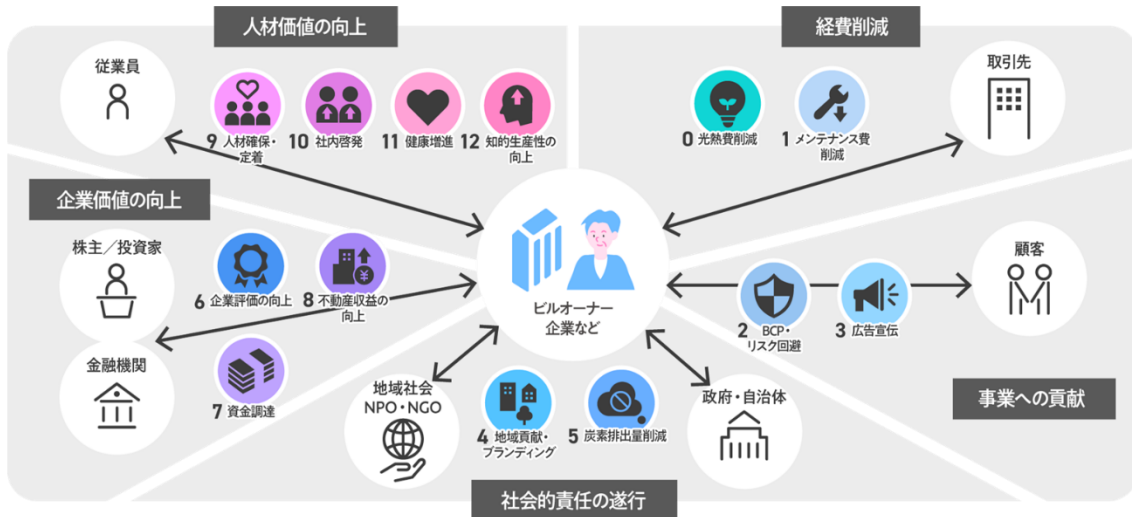 人材価値の向上
経費削減
従業員
9 人材確保・
定着
10 社内啓発
11 健康増進
12 知的生産性の
向上
0 光熱費削減
1 メンテナンス費
削減
取引先
企業価値の向上
株主／投資家
6 企業評価の向上
8 不動産収益の
向上
金融機関
7 資金調達
ビルオーナー
企業など
顧客
2 BCP・
リスク回避
3 広告宣伝
事業への貢献
地域社会
NPO・NGO
4 地域貢献・
ブランディング
5 炭素排出量削減
政府・自治体
社会的責任の遂行